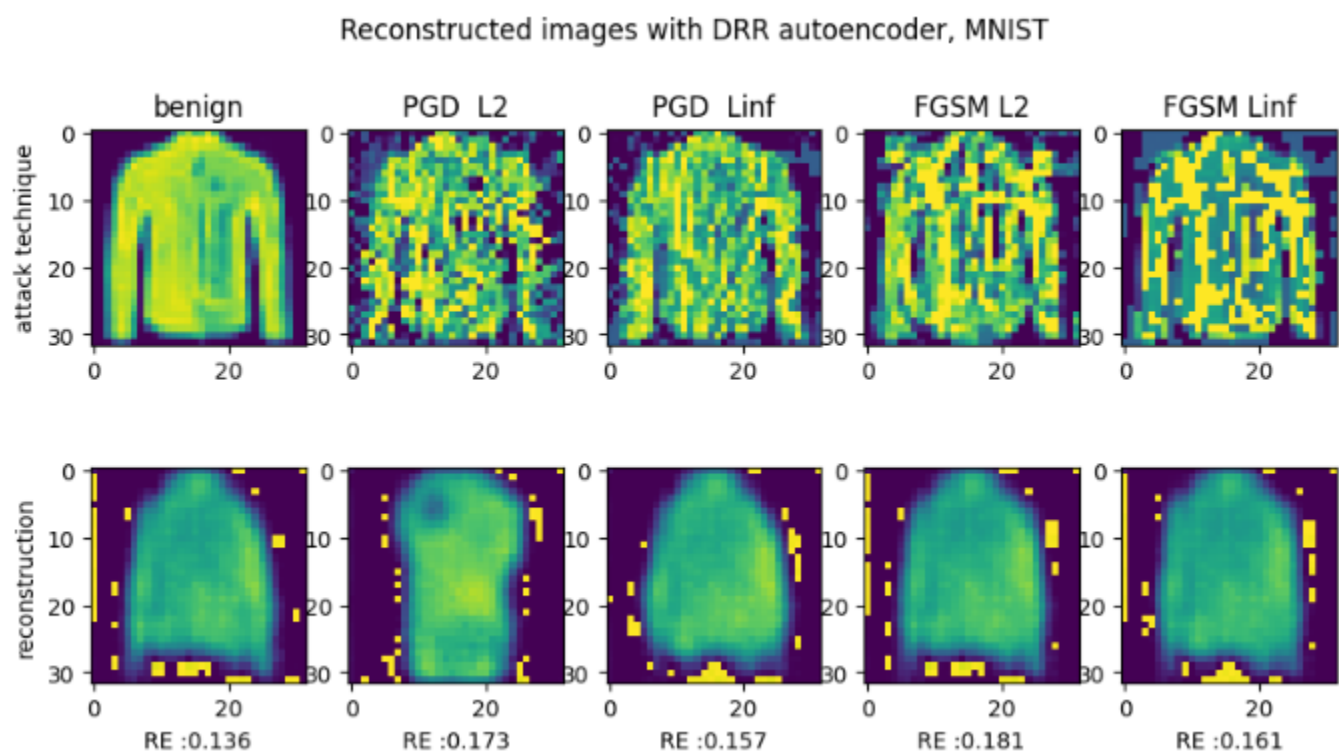 Reconstructed images with DRR autoencoder, MNIST
benign PGD L2 PGD Linf FGSM L2 FGSM Linf
attack technique
0 0 0 0 0
10 10 10 10 10
20 20 20 20 20
30 30 30 30 30
0 20 0 20 0 20 0 20 0 20
reconstruction
0 0 0 0 0
10 10 10 10 10
20 20 20 20 20
30 30 30 30 30
0 20 0 20 0 20 0 20 0 20
RE :0.136 RE :0.173 RE :0.157 RE :0.181 RE :0.161